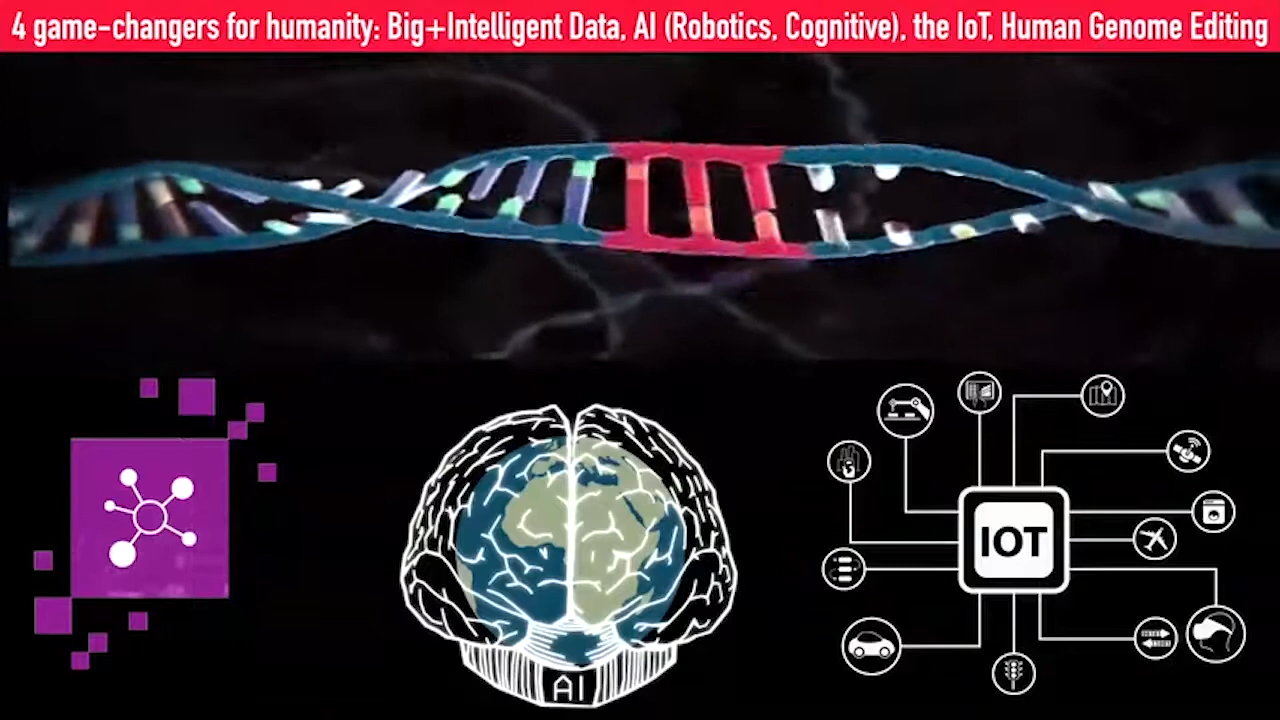 4 game-changers for humanity: Big+Intelligent Data, AI (Robotics, Cognitive), the IoT, Human Genome Editing
IOT
AI